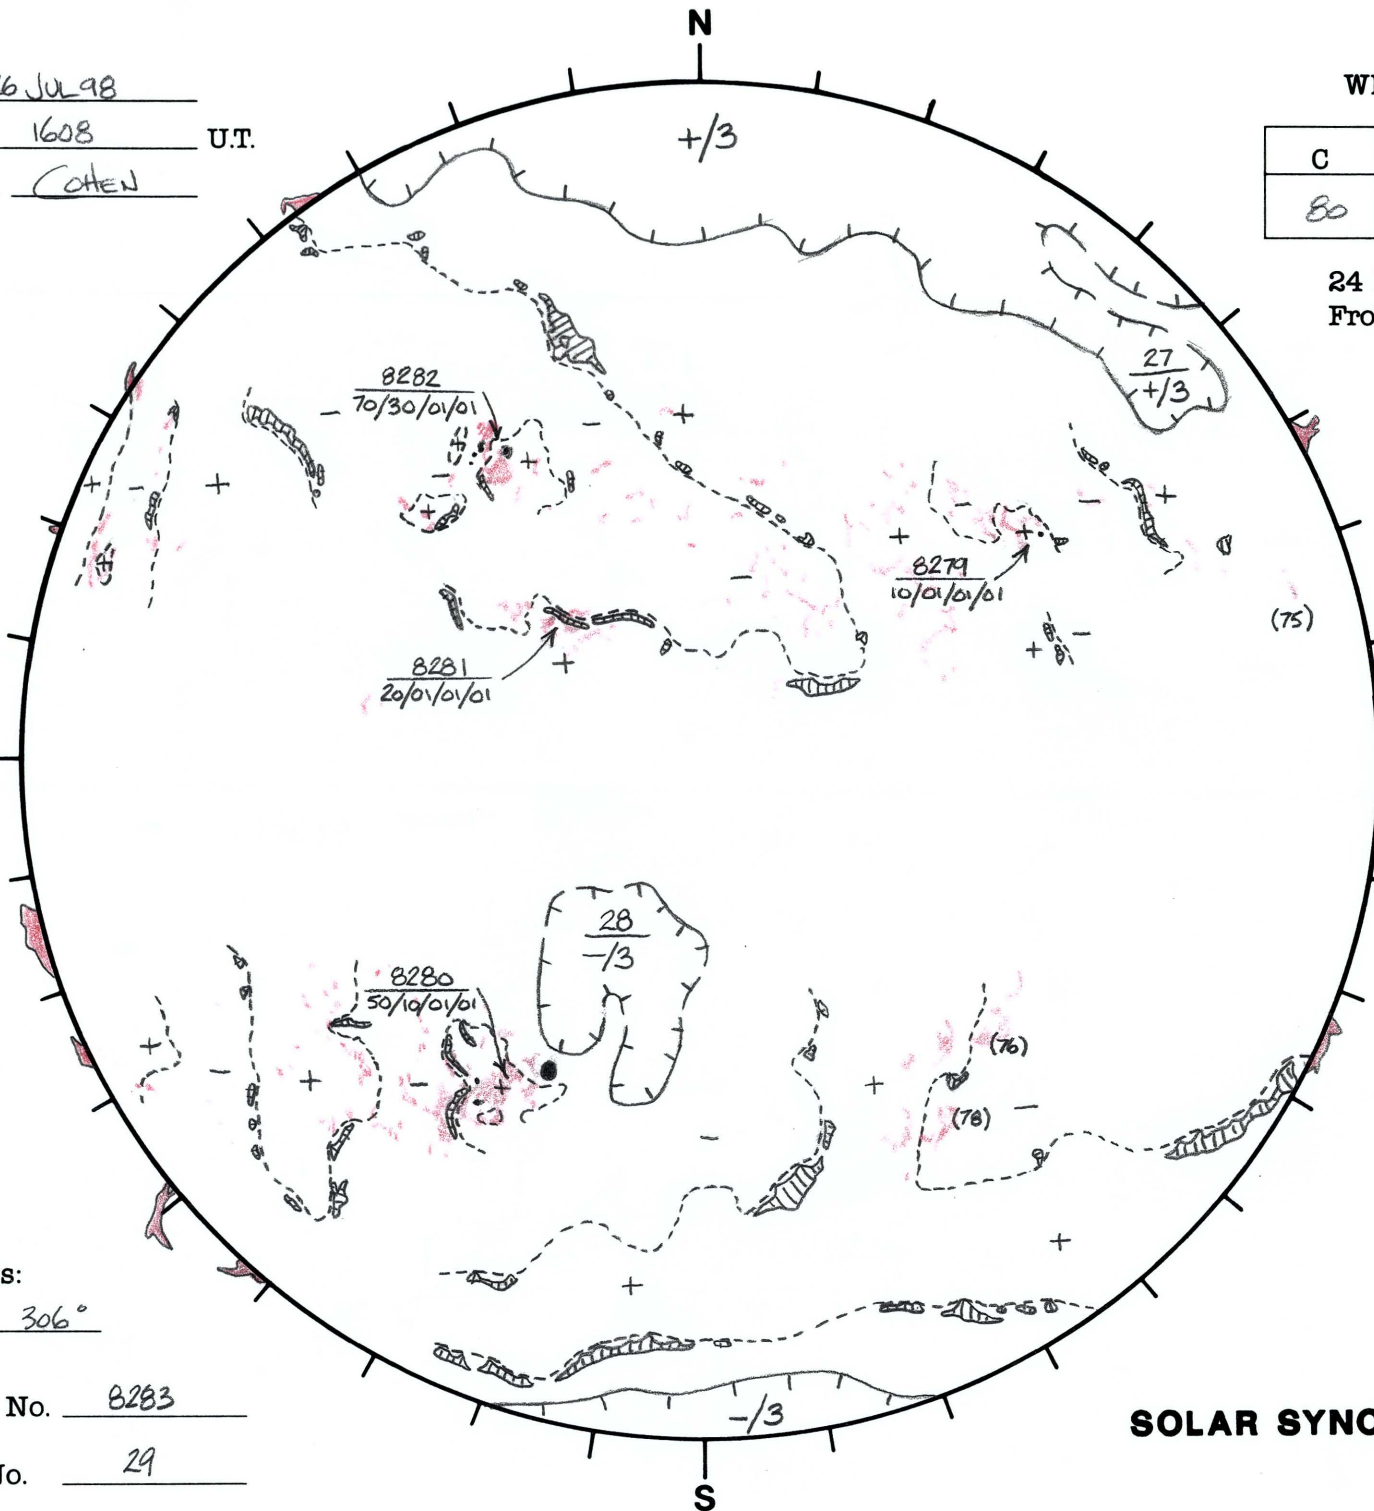 N
6 JUL 98
1608 U.T.
COHEN
+/3
C
80
24
27
+/3
8282
70/30/01/01
8279
10/01/01/01
(75)
8281
20/01/01/01
28
-/3
8280
50/10/01/01
(76)
(78)
s:
306°
No. 8283
No. 29
-/3
SOLAR SYNO
S